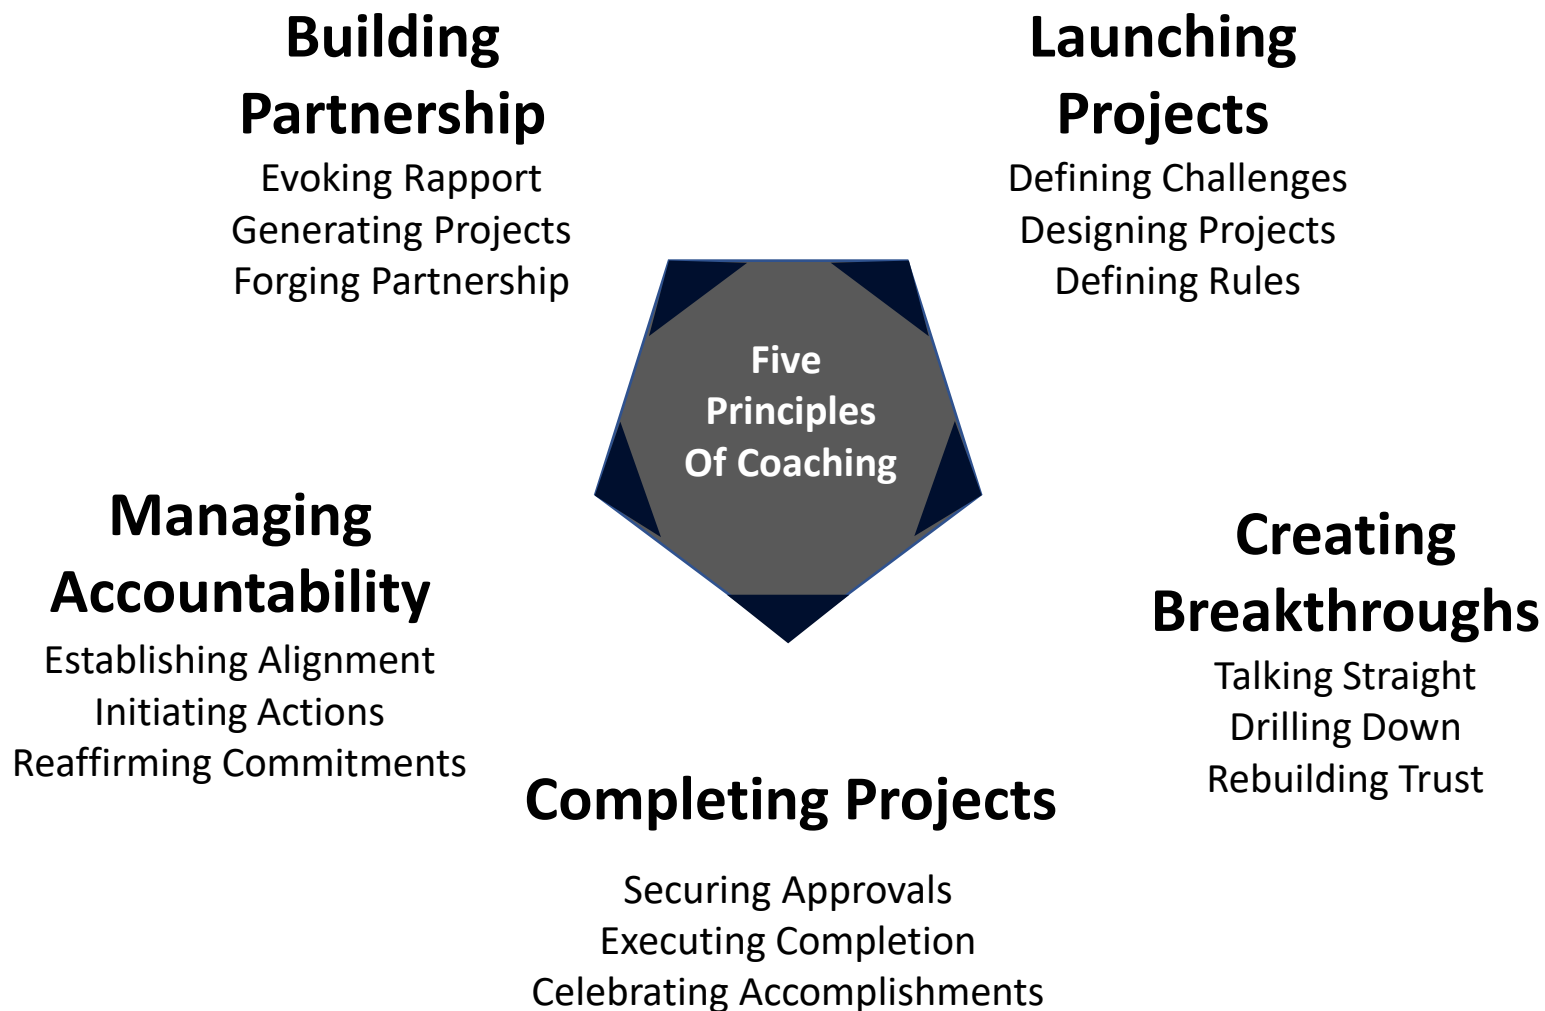 Building
Partnership
Evoking Rapport
Generating Projects
Forging Partnership
Launching
Projects
Defining Challenges
Designing Projects
Defining Rules
Five
Principles
Of Coaching
Managing
Accountability
Establishing Alignment
Initiating Actions
Reaffirming Commitments
Creating
Breakthroughs
Talking Straight
Drilling Down
Rebuilding Trust
Completing Projects
Securing Approvals
Executing Completion
Celebrating Accomplishments